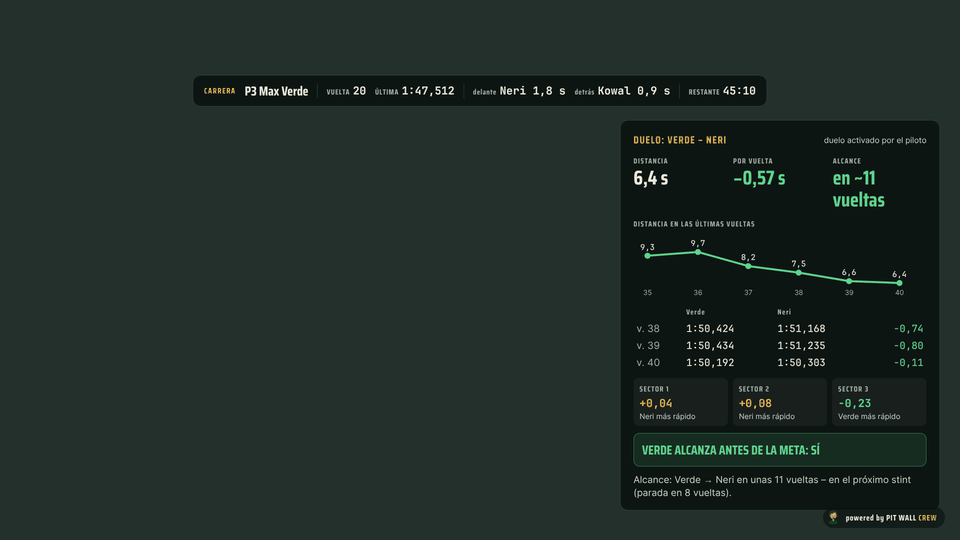 CARRERA P3 Max Verde VUELTA 20 ÚLTIMA 1:47,512 delante Neri 1,8 s detrás Kowal 0,9 s RESTANTE 45:10
DUELO: VERDE – NERI duelo activado por el piloto
DISTANCIA POR VUELTA ALCANCE
6,4 s −0,57 s en ~11
vueltas
DISTANCIA EN LAS ÚLTIMAS VUELTAS
9,3 9,7 8,2 7,5 6,6 6,4
35 36 37 38 39 40
Verde Neri
v. 38 1:50,424 1:51,168 -0,74
v. 39 1:50,434 1:51,235 -0,80
v. 40 1:50,192 1:50,303 -0,11
SECTOR 1 SECTOR 2 SECTOR 3
+0,04 +0,08 -0,23
Neri más rápido Neri más rápido Verde más rápido
VERDE ALCANZA ANTES DE LA META: SÍ
Alcance: Verde → Neri en unas 11 vueltas – en el próximo stint
(parada en 8 vueltas).
powered by PIT WALL CREW